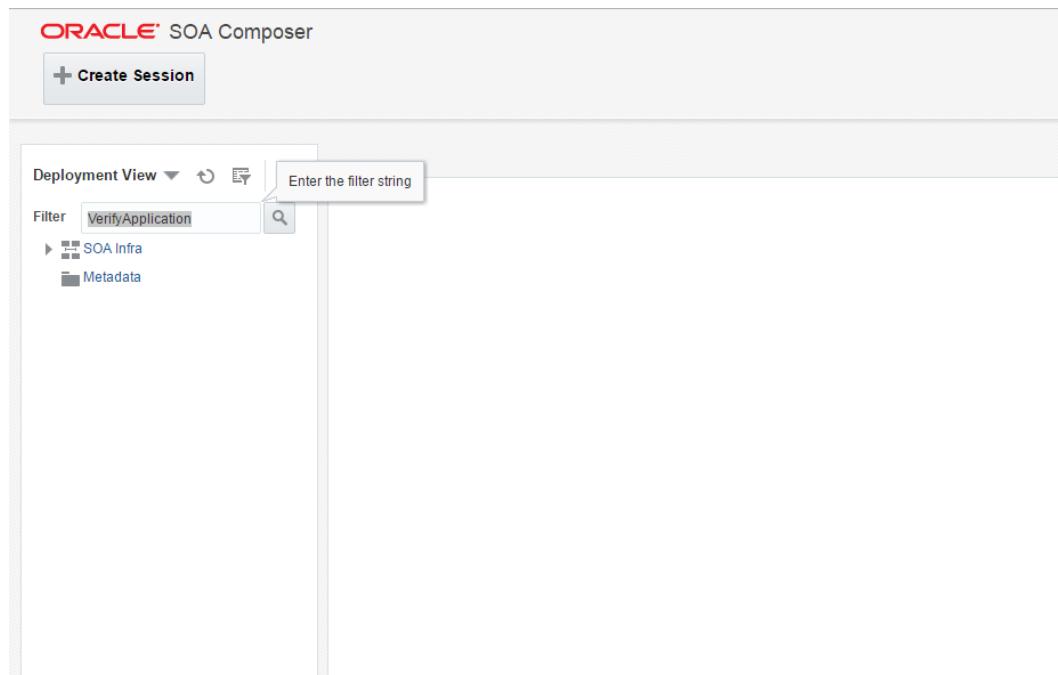 ORACLE SOA Composer
Create Session
Deployment View
Enter the filter string
Filter VerifyApplication
SOA Infra
Metadata